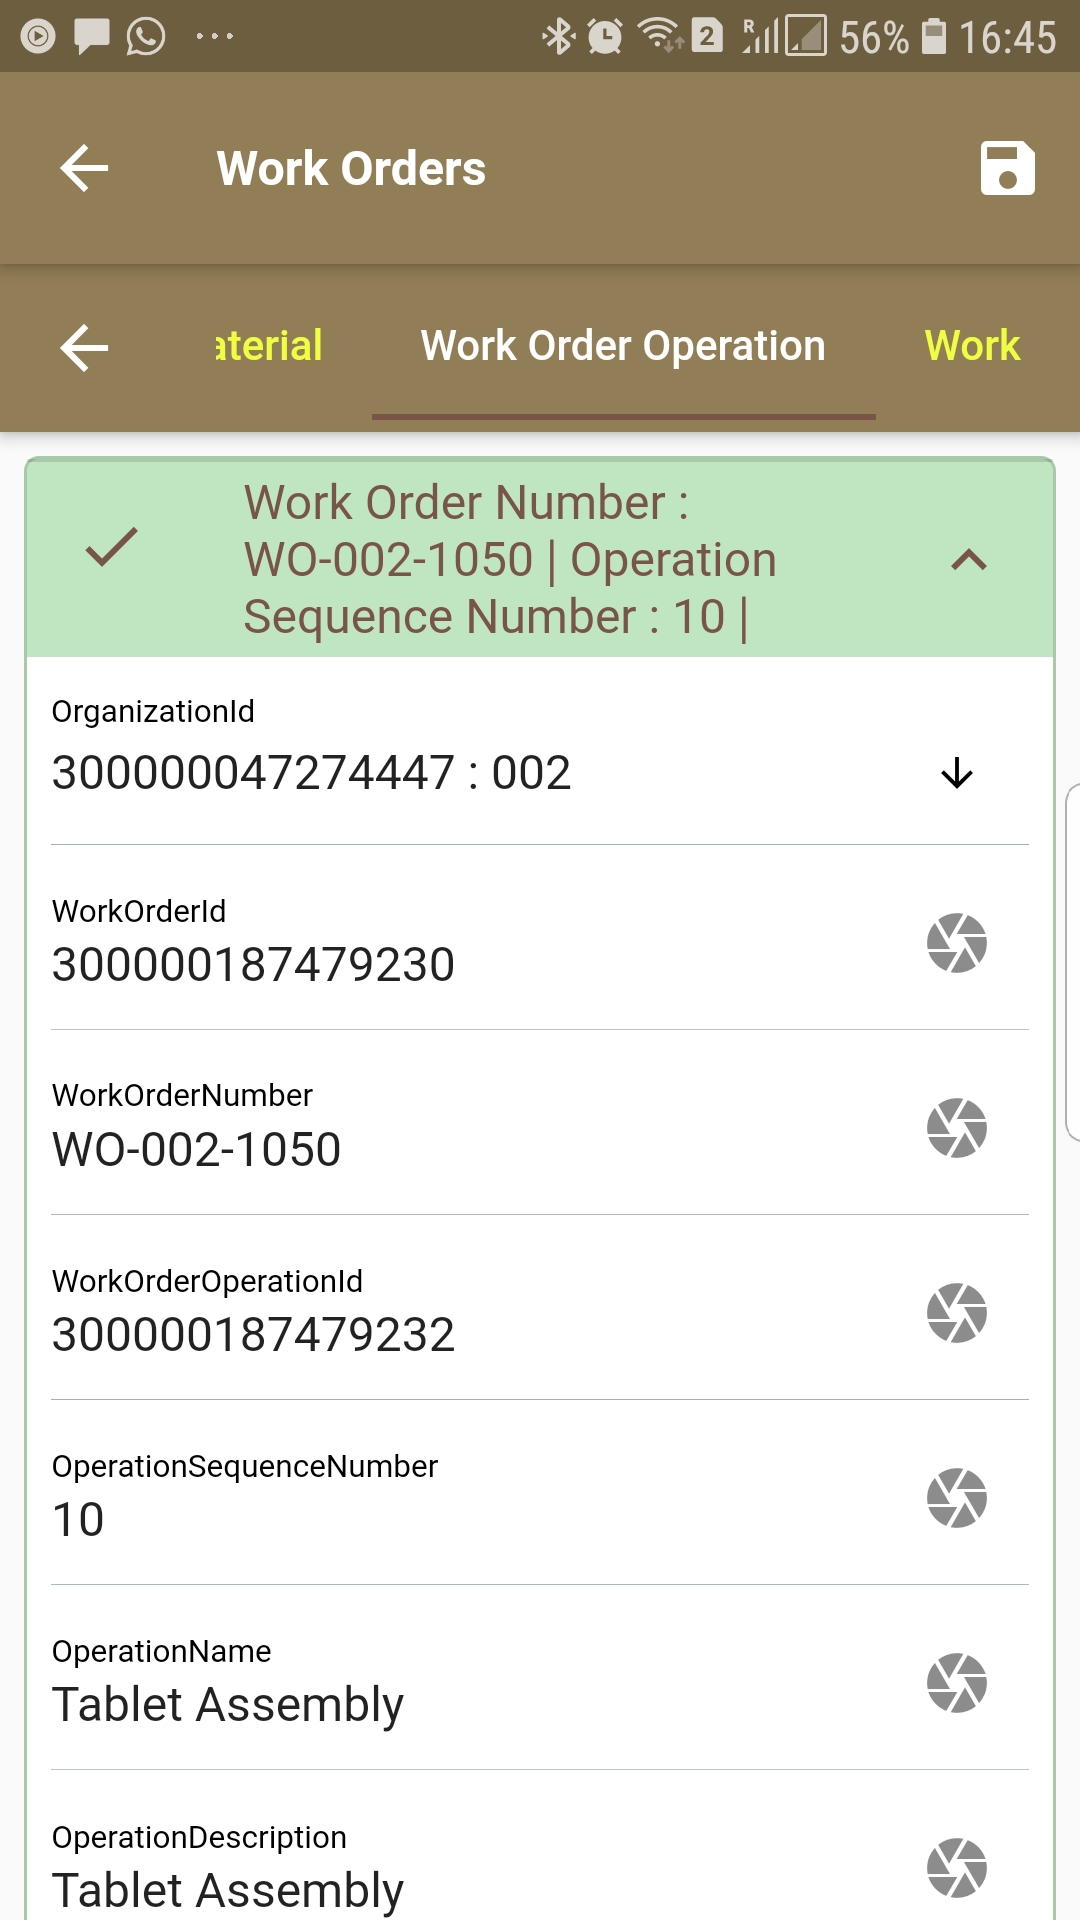 2 R 56% 16:45
Work Orders
aterial Work Order Operation Work
Work Order Number :
WO-002-1050 | Operation
Sequence Number : 10 |
OrganizationId
300000047274447 : 002
WorkOrderId
300000187479230
WorkOrderNumber
WO-002-1050
WorkOrderOperationId
300000187479232
OperationSequenceNumber
10
OperationName
Tablet Assembly
OperationDescription
Tablet Assembly